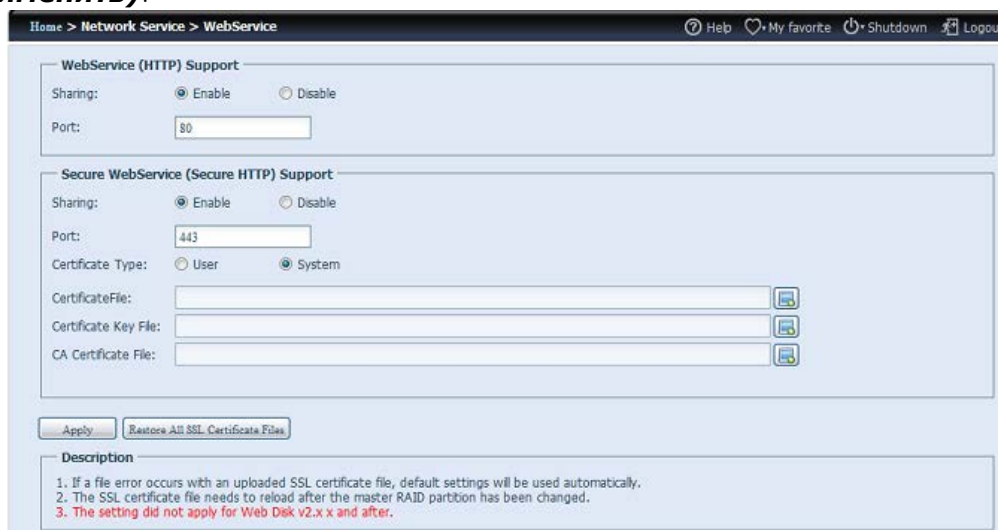 Home > Network Service > WebService Help My favorite Shutdown Logou
WebService (HTTP) Support
Sharing: Enable Disable
Port: 80
Secure WebService (Secure HTTP) Support
Sharing: Enable Disable
Port: 443
Certificate Type: User System
CertificateFile:
Certificate Key File:
CA Certificate File:
Apply Restore All SSL Certificate Files
Description
1. If a file error occurs with an uploaded SSL certificate file, default settings will be used automatically.
2. The SSL certificate file needs to reload after the master RAID partition has been changed.
3. The setting did not apply for Web Disk v2.x x and after.